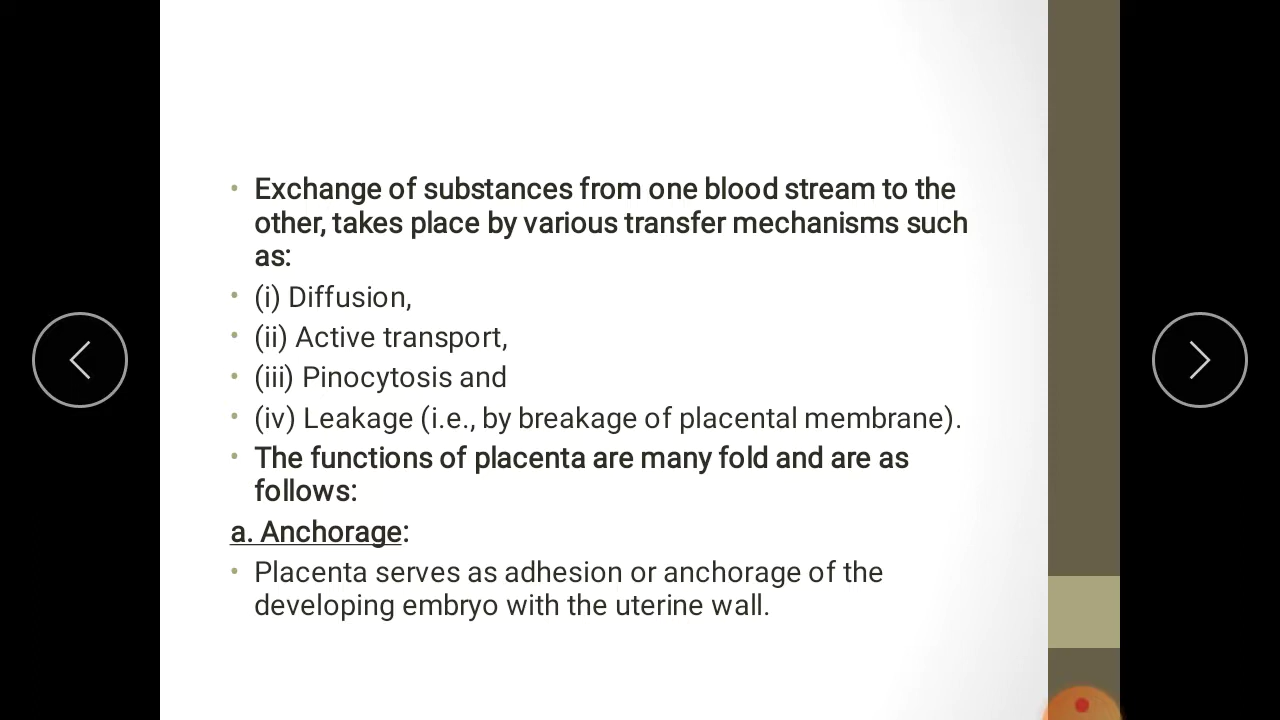 • Exchange of substances from one blood stream to the
other, takes place by various transfer mechanisms such
as:
• (i) Diffusion,
• (ii) Active transport,
• (iii) Pinocytosis and
• (iv) Leakage (i.e., by breakage of placental membrane).
• The functions of placenta are many fold and are as
follows:
a. Anchorage:
• Placenta serves as adhesion or anchorage of the
developing embryo with the uterine wall.